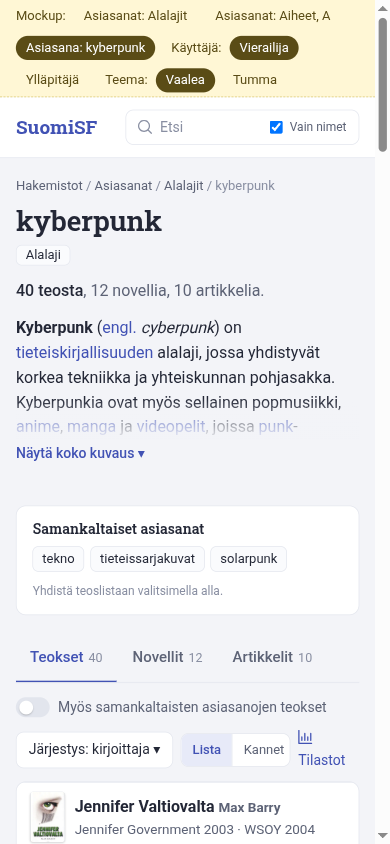 Mockup: Asiasanat: Alalajit Asiasanat: Aiheet, A
Asiasana: kyberpunk Käyttäjä: Vierailija
Ylläpitäjä Teema: Vaalea Tumma
SuomiSF Etsi Vain nimet
Hakemistot / Asiasanat / Alalajit / kyberpunk
kyberpunk
Alalaji
40 teosta, 12 novellia, 10 artikkelia.
Kyberpunk (engl. cyberpunk) on
tieteiskirjallisuuden alalaji, jossa yhdistyvät
korkea tekniikka ja yhteiskunnan pohjasakka.
Kyberpunkia ovat myös sellainen popmusiikki,
anime, manga ja videopelit, joissa punk-
Näytä koko kuvaus ▾
Samankaltaiset asiasanat
tekno tieteissarjakuvat solarpunk
Yhdistä teoslistaan valitsimella alla.
Teokset 40 Novellit 12 Artikkelit 10
Myös samankaltaisten asiasanojen teokset
Järjestys: kirjoittaja ▾ Lista Kannet
Tilastot
Jennifer Valtiovalta Max Barry
Jennifer Government 2003 · WSOY 2004